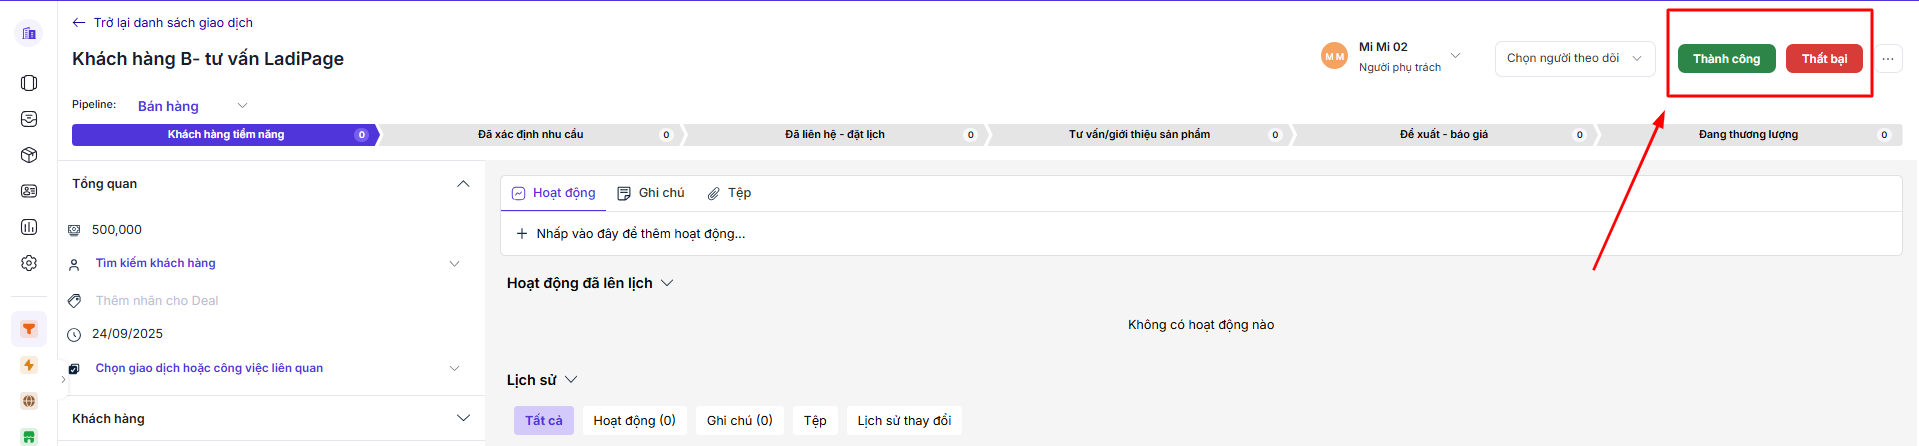 Trở lại danh sách giao dịch
Khách hàng B- tư vấn LadiPage
MM
Mi Mi 02
Người phụ trách
Chọn người theo dõi
Thành công
Thất bại
...
Pipeline:
Bán hàng
Khách hàng tiềm năng 0
Đã xác định nhu cầu 0
Đã liên hệ - đặt lịch 0
Tư vấn/giới thiệu sản phẩm 0
Đề xuất - báo giá 0
Đang thương lượng 0
Tổng quan
500,000
Tìm kiếm khách hàng
Thêm nhãn cho Deal
24/09/2025
Chọn giao dịch hoặc công việc liên quan
Khách hàng
Hoạt động
Ghi chú
Tệp
+ Nhấp vào đây để thêm hoạt động...
Hoạt động đã lên lịch
Không có hoạt động nào
Lịch sử
Tất cả
Hoạt động (0)
Ghi chú (0)
Tệp
Lịch sử thay đổi